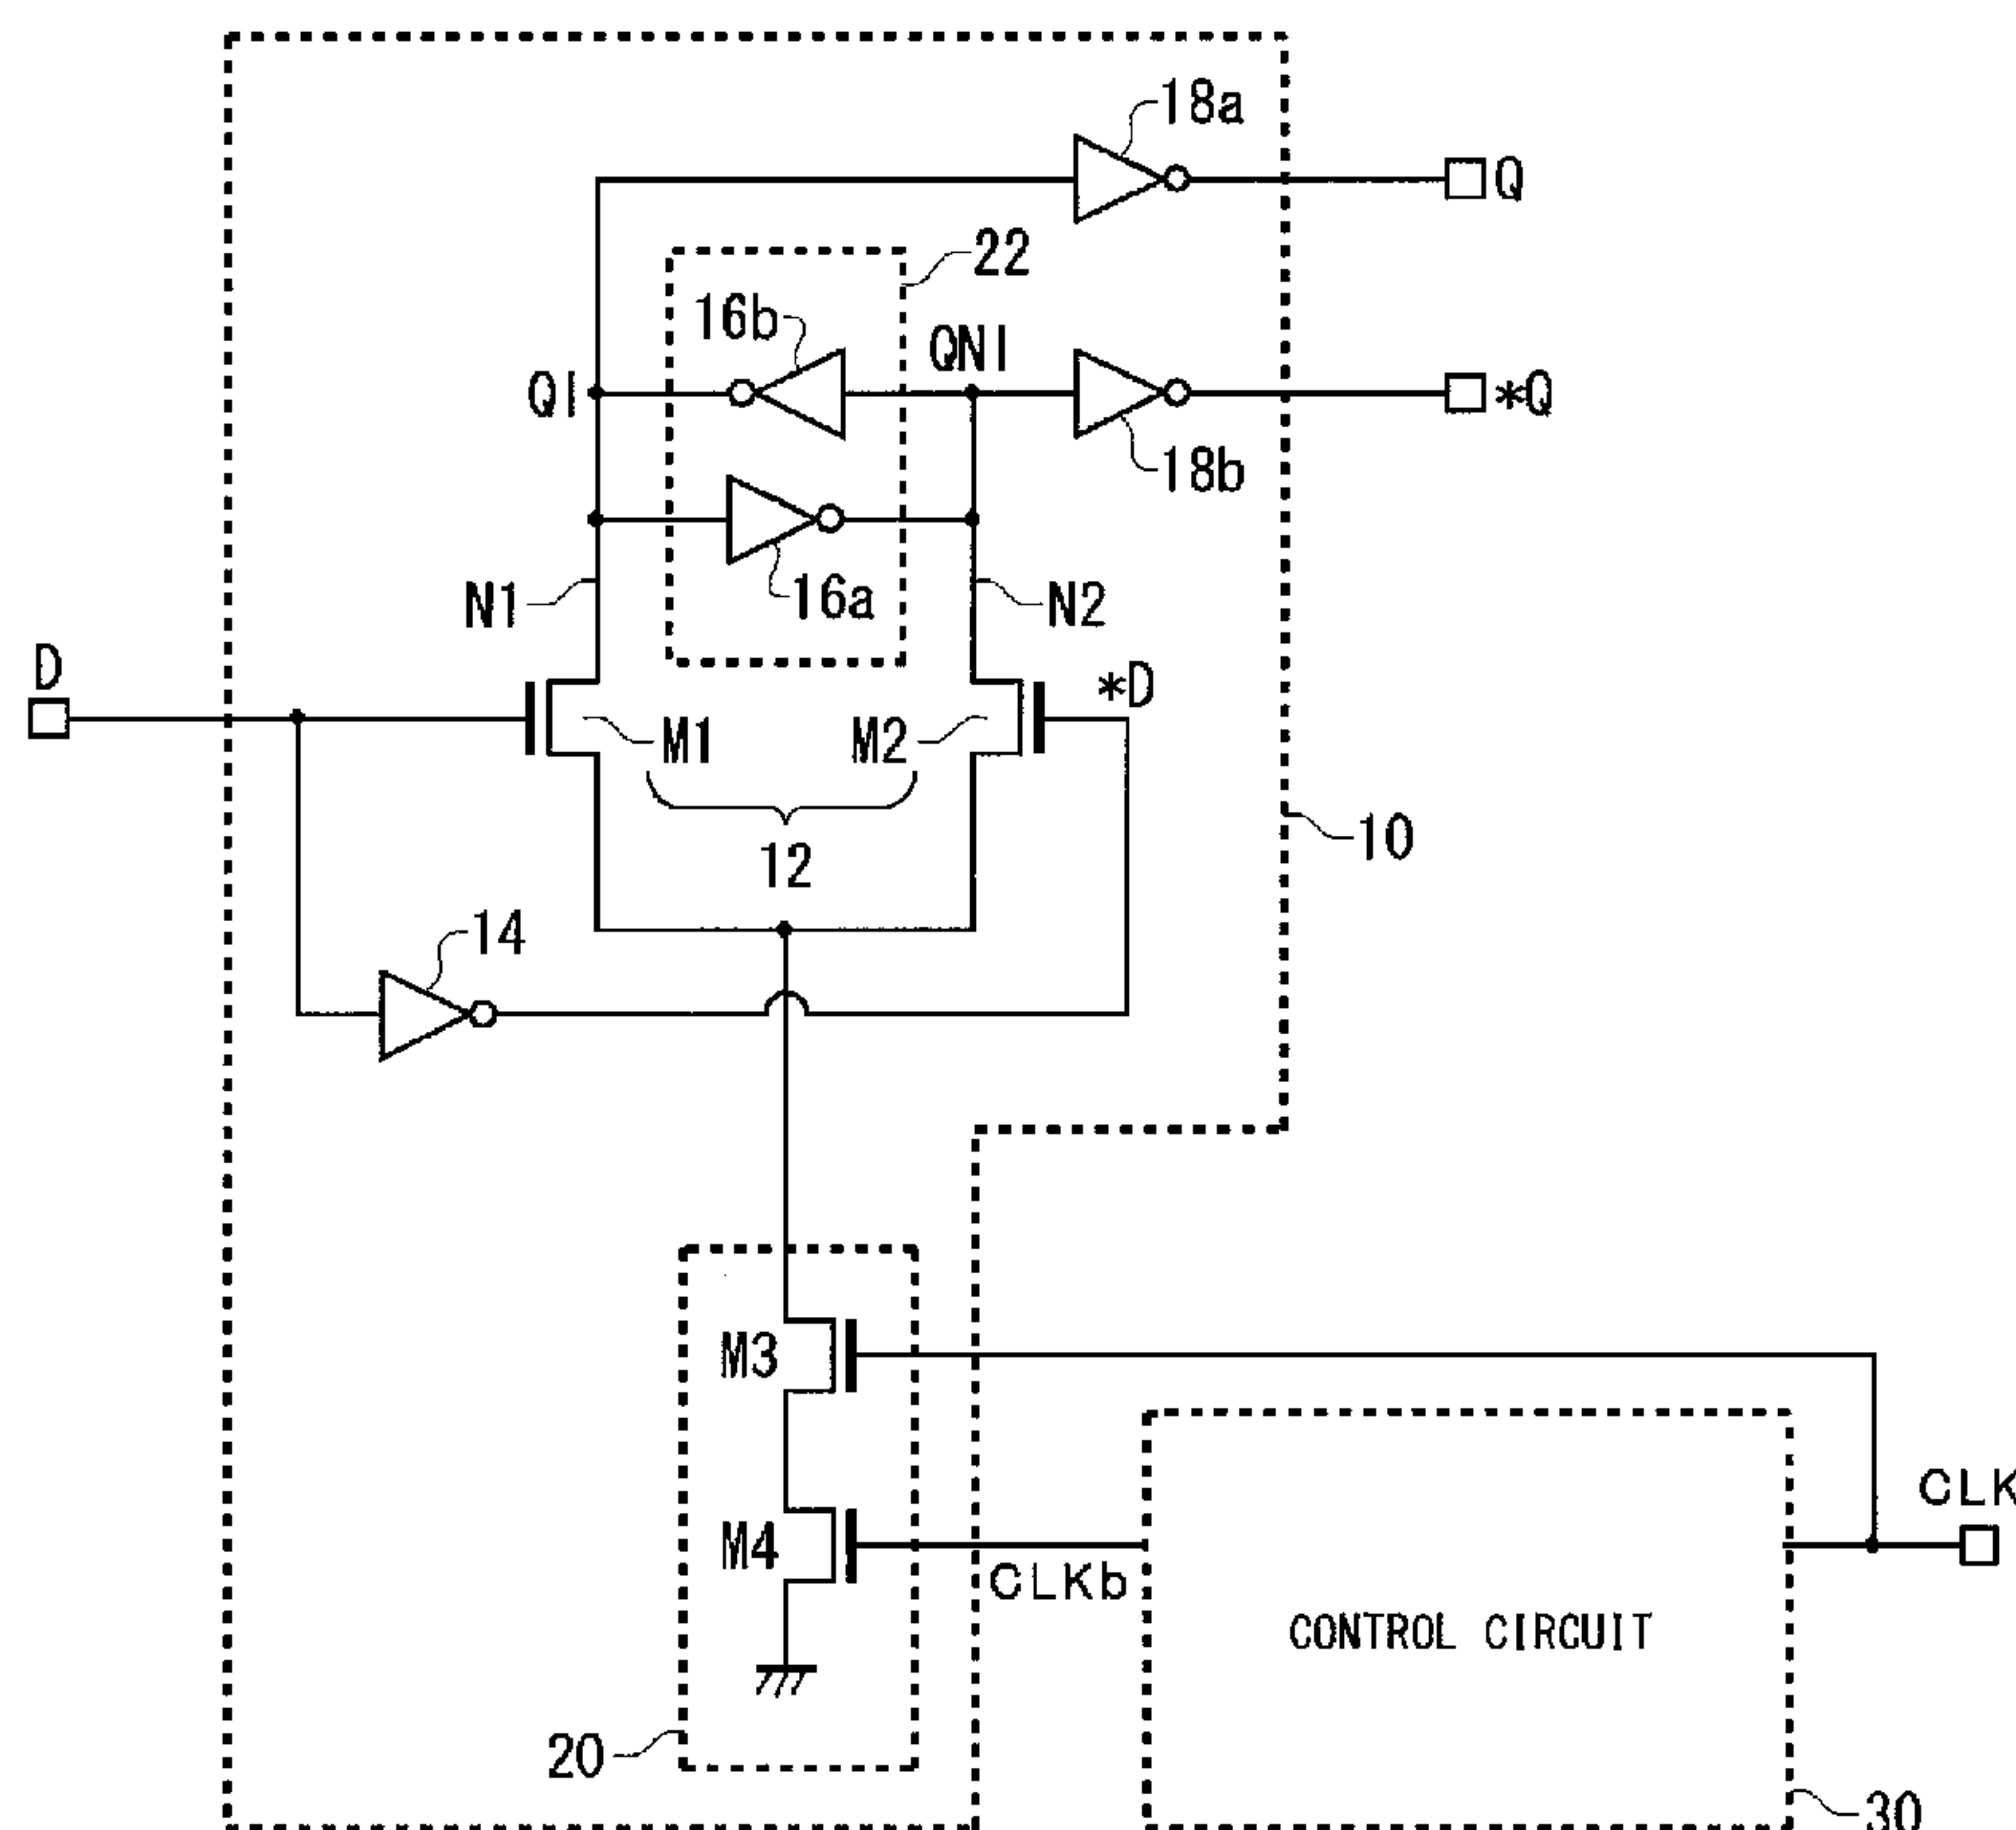 18a
Q
22
16b
QNI
QI
*Q
18b
N1
16a
N2
D
*D
M1
M2
12
10
14
M3
CLK
M4
CLKb
CONTROL CIRCUIT
20
30